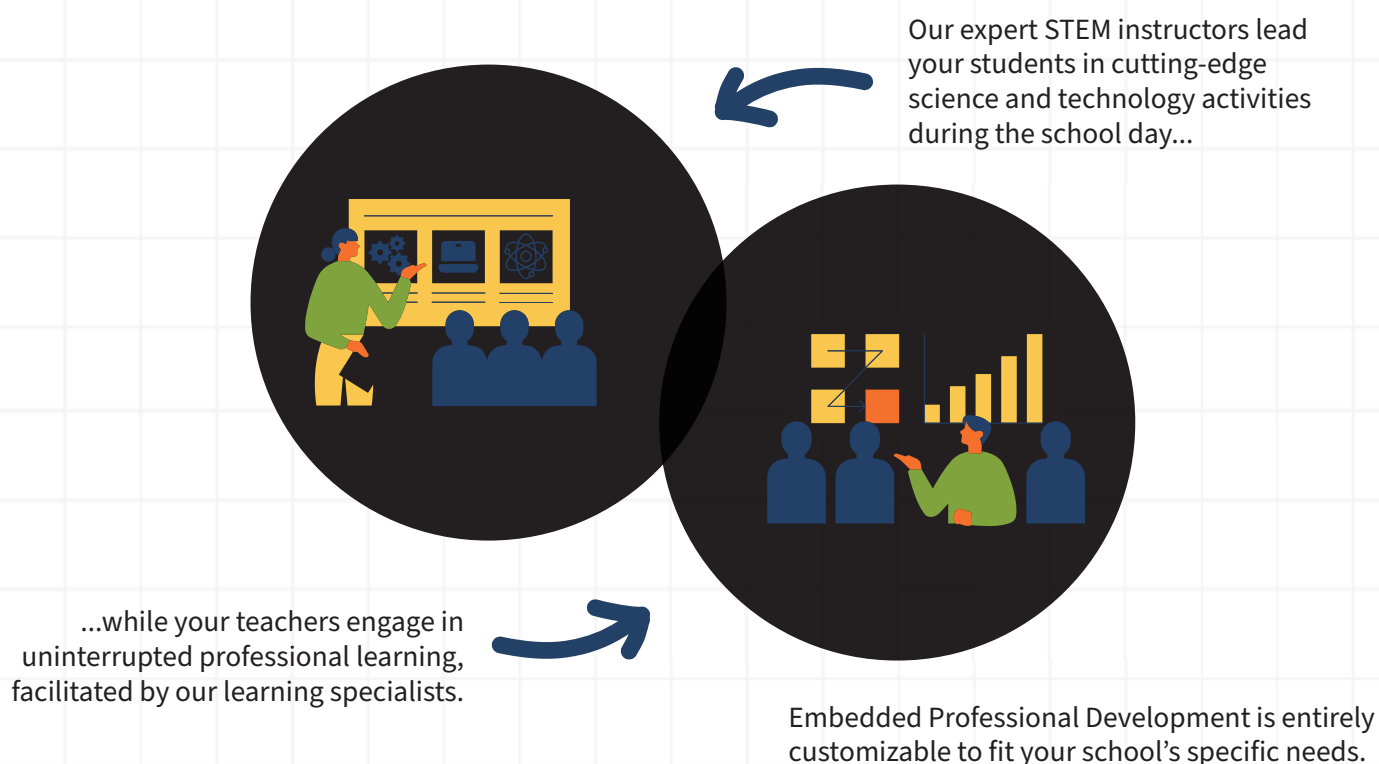 Our expert STEM instructors lead
your students in cutting-edge
science and technology activities
during the school day...
...while your teachers engage in
uninterrupted professional learning,
facilitated by our learning specialists.
Embedded Professional Development is entirely
customizable to fit your school’s specific needs.